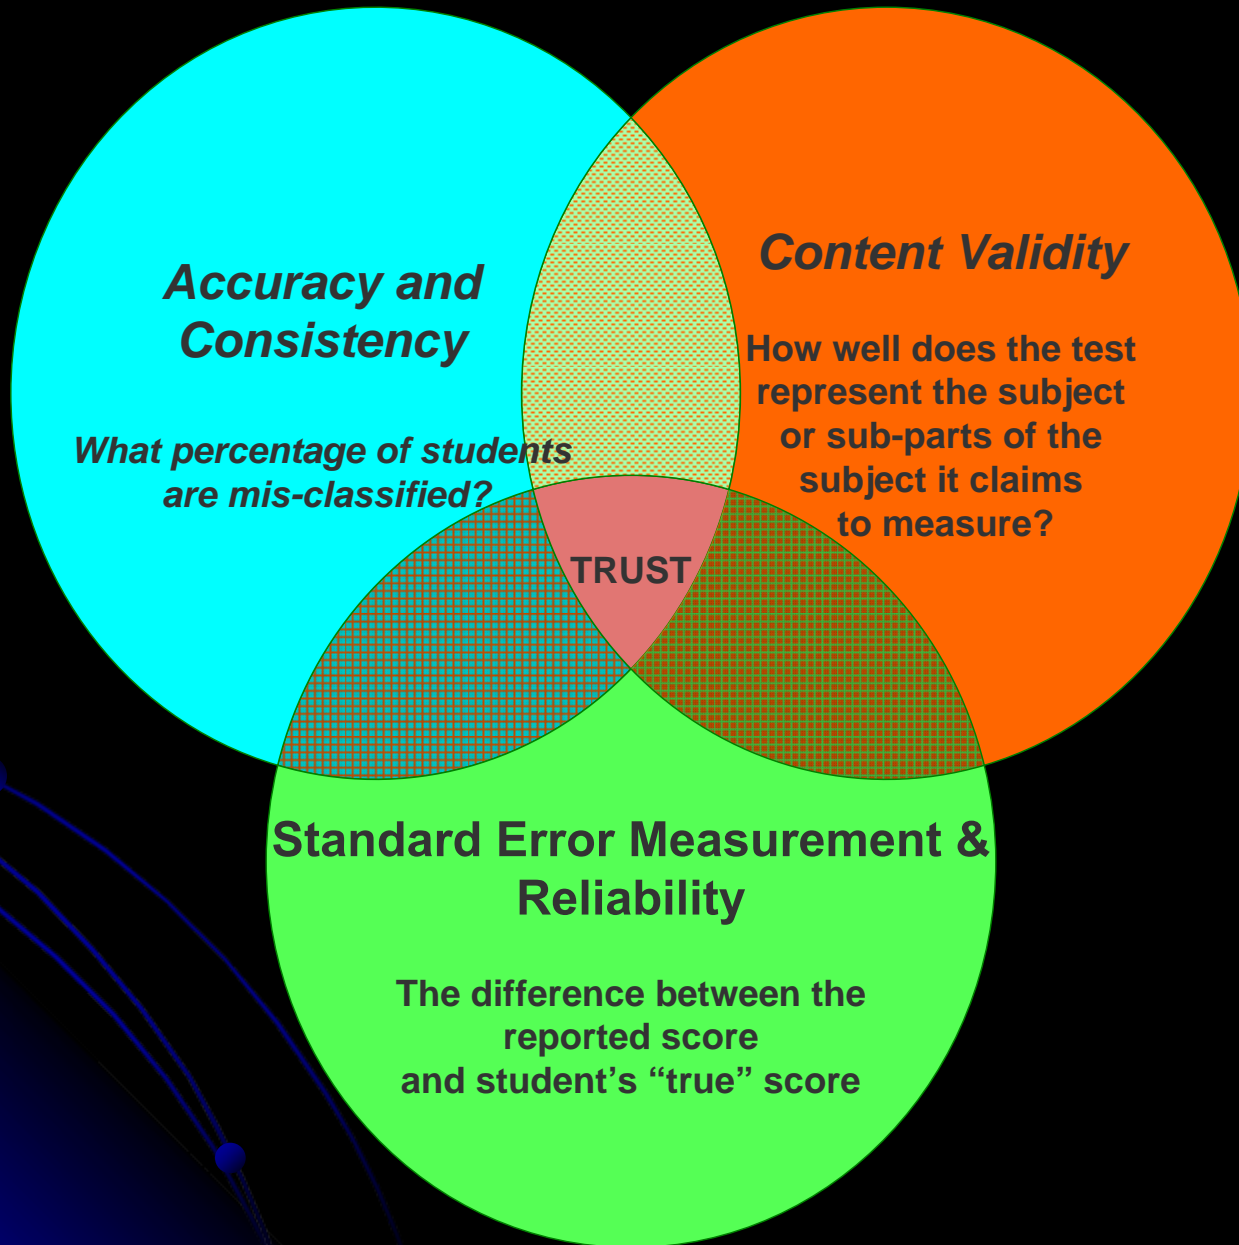 Accuracy and
Consistency
What percentage of students
are mis-classified?
Content Validity
How well does the test
represent the subject
or sub-parts of the
subject it claims
to measure?
TRUST
Standard Error Measurement &
Reliability
The difference between the
reported score
and student’s “true” score